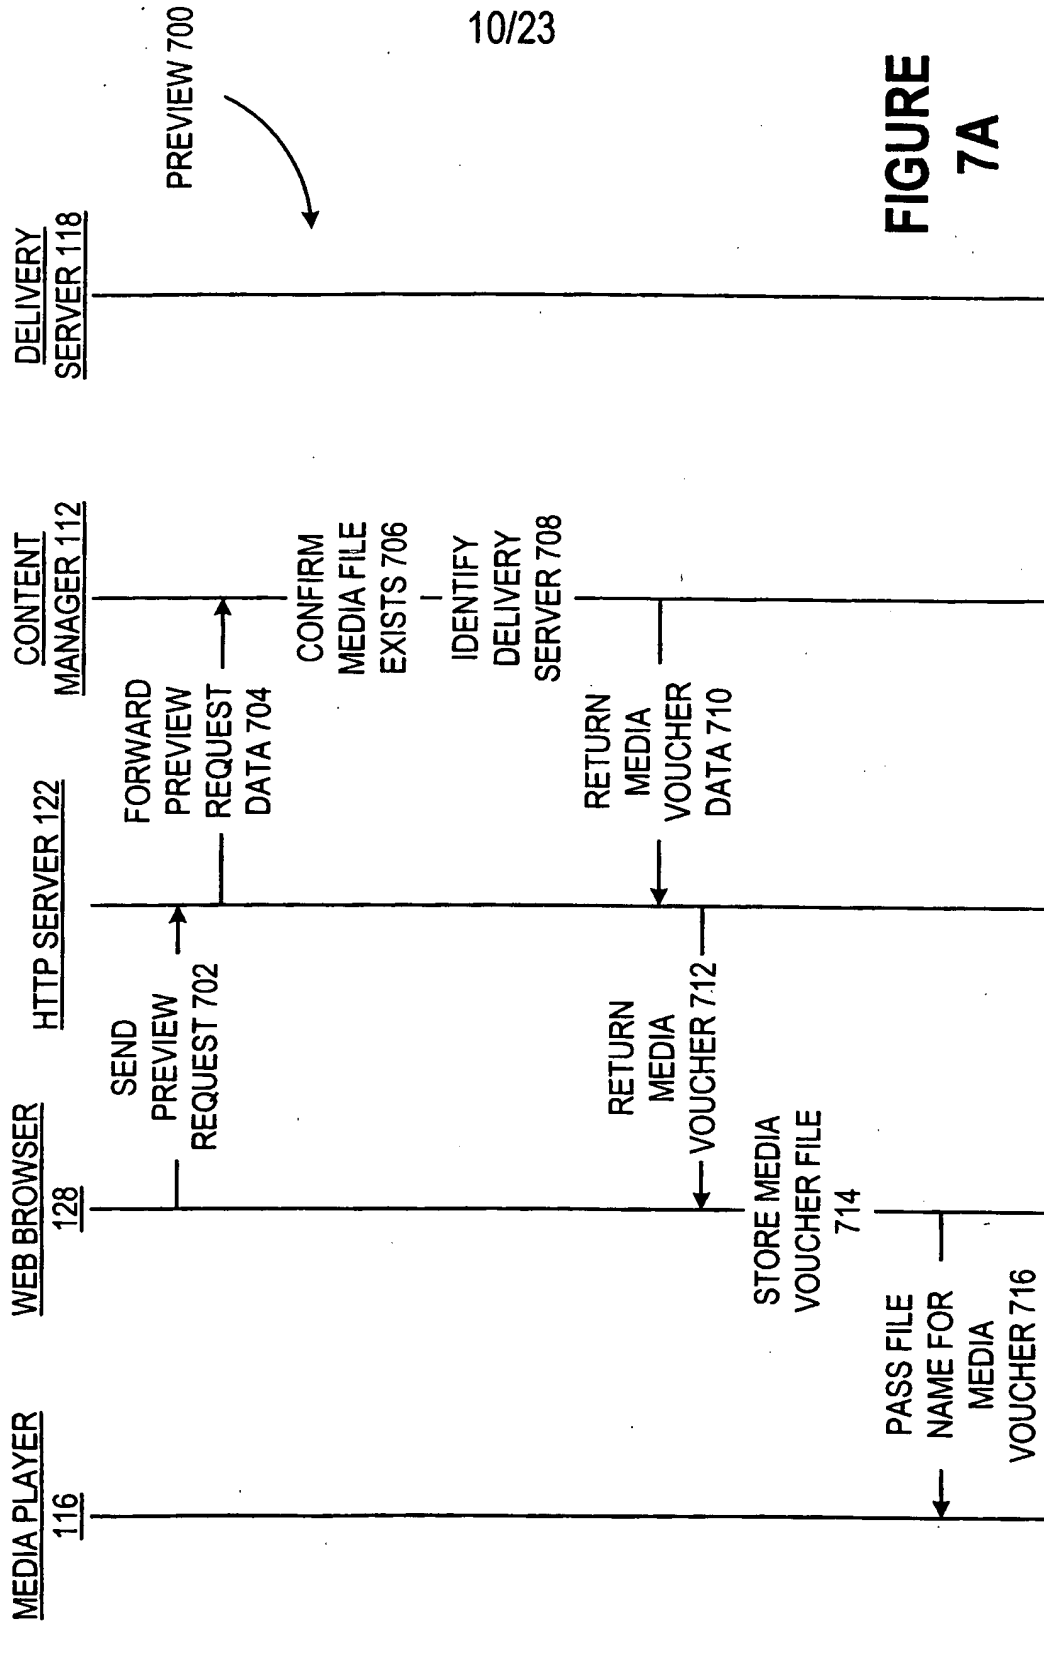 10/23
MEDIA PLAYER
116
WEB BROWSER
128
HTTP SERVER 122
CONTENT
MANAGER 112
DELIVERY
SERVER 118
PREVIEW 700
SEND
PREVIEW
REQUEST 702
FORWARD
PREVIEW
REQUEST
DATA 704
CONFIRM
MEDIA FILE
EXISTS 706
IDENTIFY
DELIVERY
SERVER 708
RETURN
MEDIA
VOUCHER
DATA 710
RETURN
MEDIA
VOUCHER 712
STORE MEDIA
VOUCHER FILE
714
PASS FILE
NAME FOR
MEDIA
VOUCHER 716
FIGURE
7A